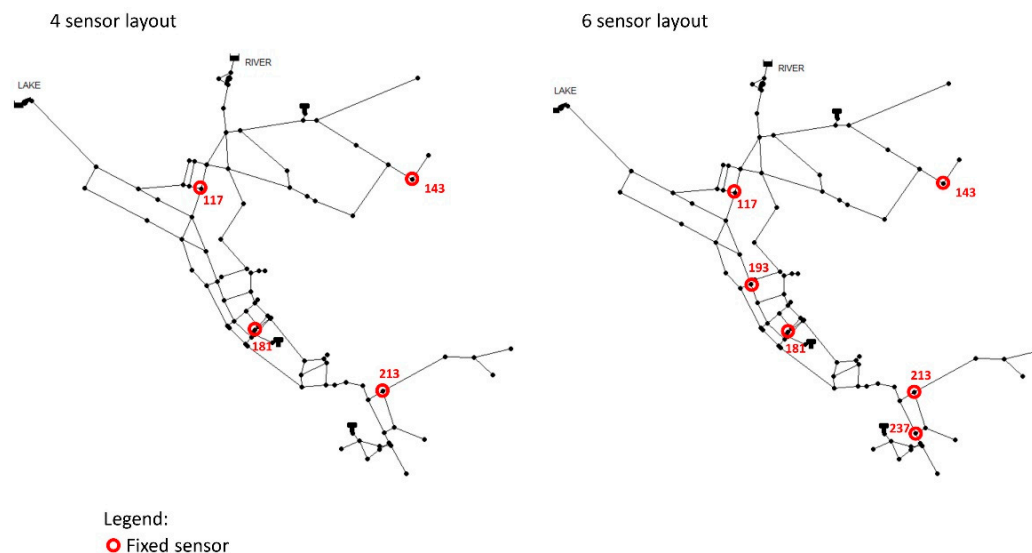 4 sensor layout
6 sensor layout
RIVER
LAKE
143
117
181
213
RIVER
LAKE
143
117
193
181
213
237
Legend:
Fixed sensor